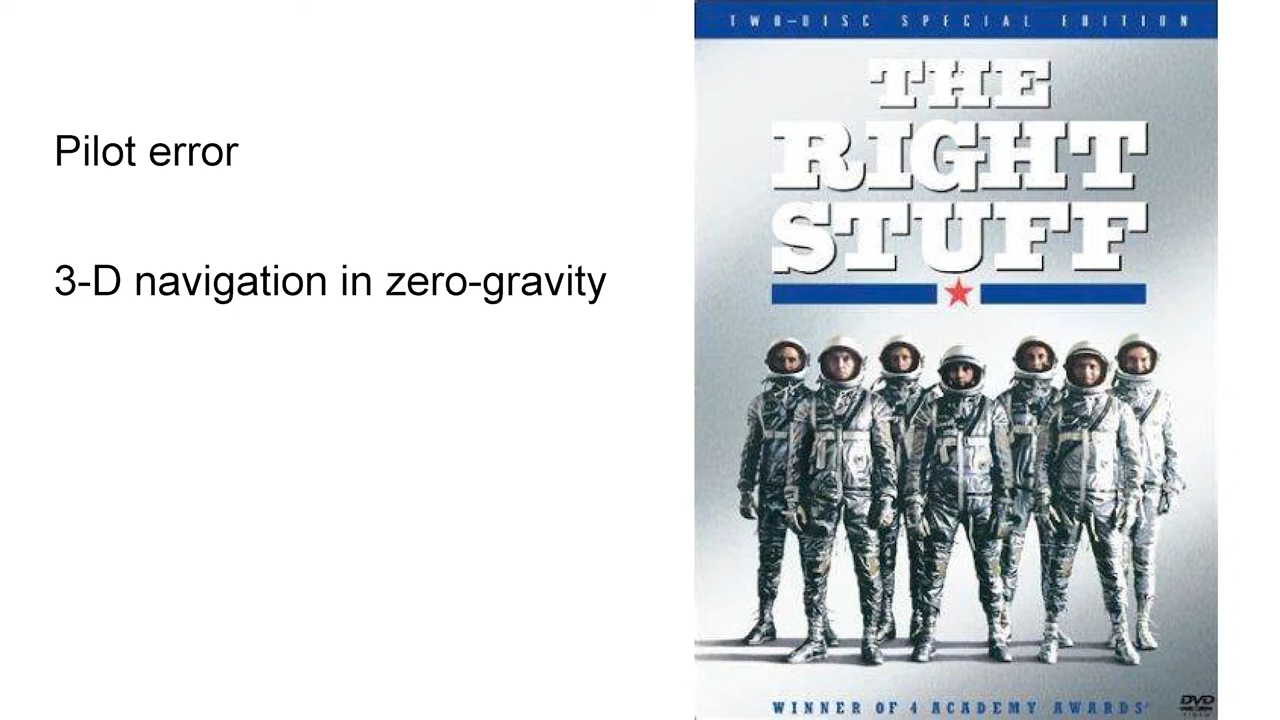 Pilot error
3-D navigation in zero-gravity
TWO-DISC SPECIAL EDITION
THE
RIGHT
STUFF
WINNER OF 4 ACADEMY AWARDS®
DVD
VIDEO